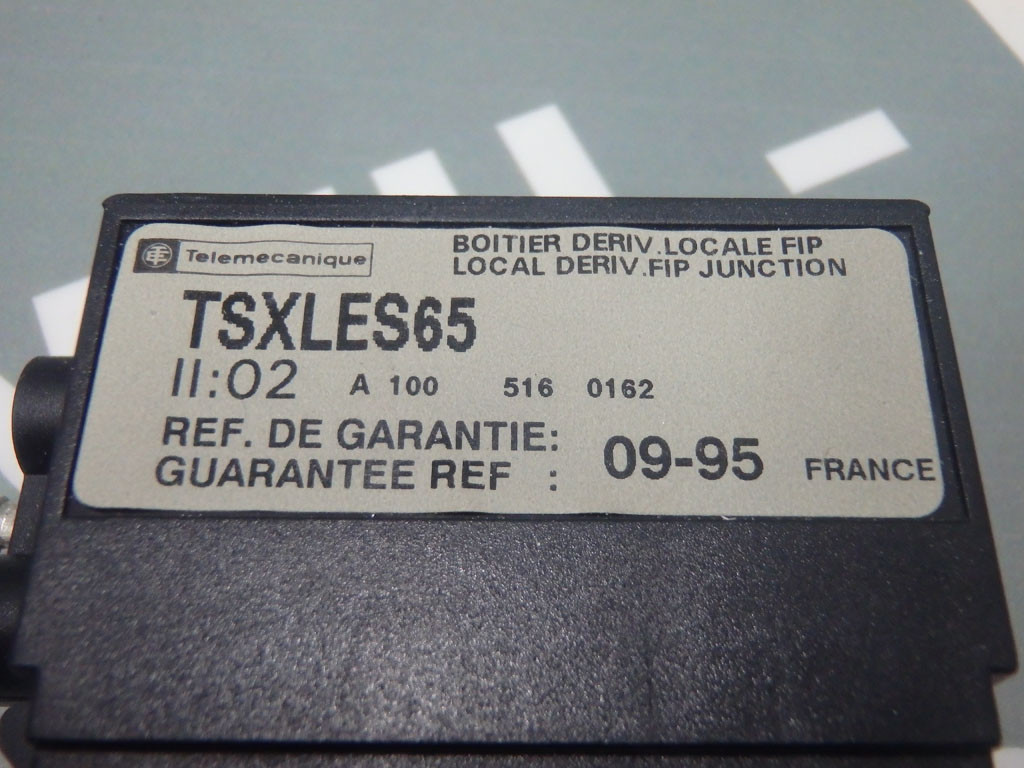 Telemecanique
BOITIER DERIV.LOCALE FIP
LOCAL DERIV.FIP JUNCTION
TSXLES65
II:02 A 100 516 0162
REF. DE GARANTIE:
GUARANTEE REF : 09-95 FRANCE